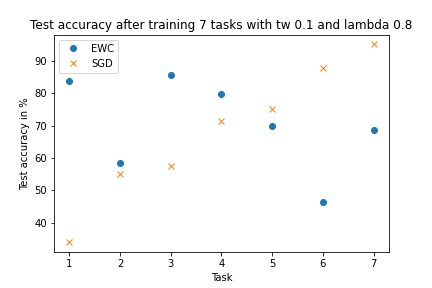 Test accuracy after training 7 tasks with tw 0.1 and lambda 0.8
EWC
SGD
Test accuracy in %
90
80
70
60
50
40
1 2 3 4 5 6 7
Task